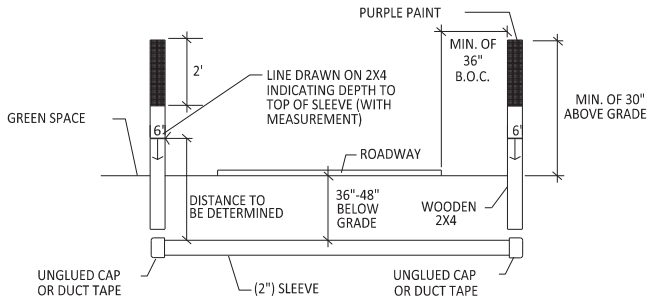 PURPLE PAINT
MIN. OF
36"
B.O.C.
2'
LINE DRAWN ON 2X4
INDICATING DEPTH TO
TOP OF SLEEVE (WITH
MEASUREMENT)
MIN. OF 30"
ABOVE GRADE
GREEN SPACE
6"
6"
ROADWAY
DISTANCE TO
BE DETERMINED
36"-48"
BELOW
GRADE
WOODEN
2X4
UNGLUED CAP
OR DUCT TAPE
(2") SLEEVE
UNGLUED CAP
OR DUCT TAPE